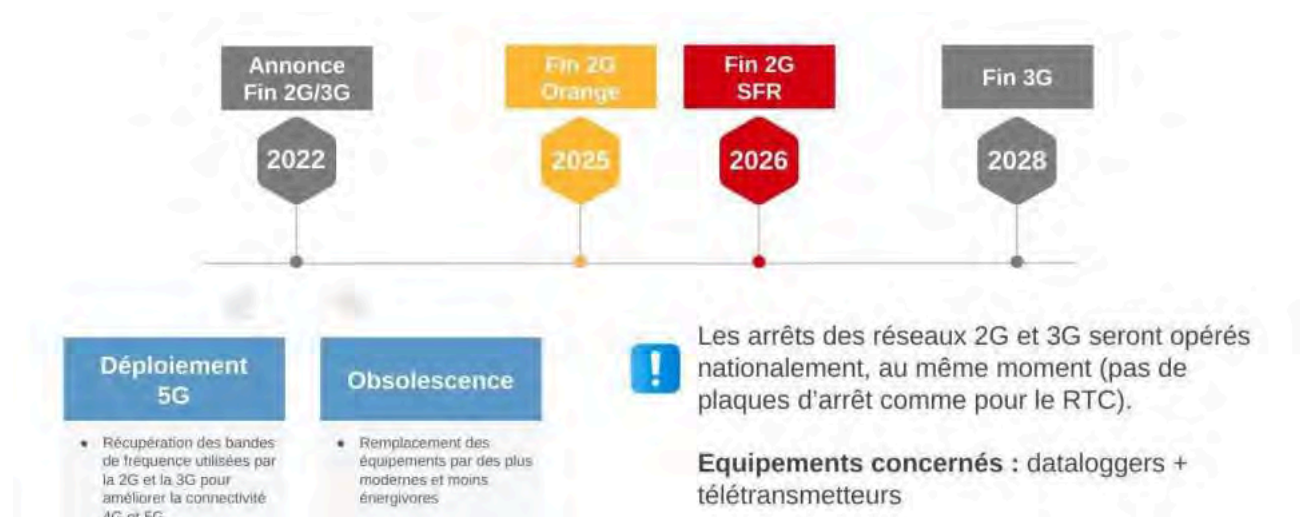 Annonce
Fin 2G/3G
Fin 2G
Orange
Fin 2G
SFR
Fin 3G
2022
2025
2026
2028
Déploiement
5G
Obsolescence
• Récupération des bandes
de fréquence utilisées par
la 2G et la 3G pour
améliorer la connectivité
4G et 5G
• Remplacement des
équipements par des plus
modernes et moins
énergivores
Les arrêts des réseaux 2G et 3G seront opérés
nationalement, au même moment (pas de
plaques d'arrêt comme pour le RTC).
Equipements concernés : dataloggers +
télétransmetteurs